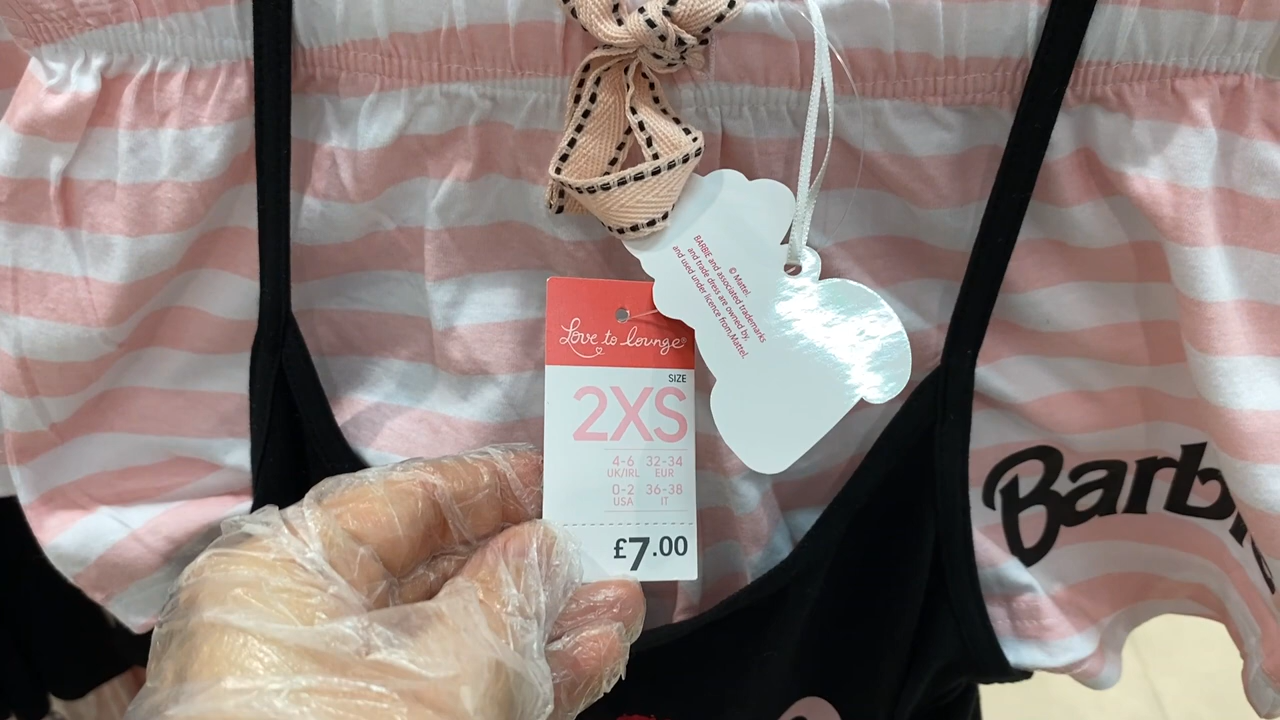 © Mattel.
BARBIE and associated trademarks
and trade dress are owned by,
and used under licence from, Mattel.
Love to lounge®
SIZE
2XS
4-6 32-34
UK/IRL EUR
0-2 36-38
USA IT
£7.00
Barbie